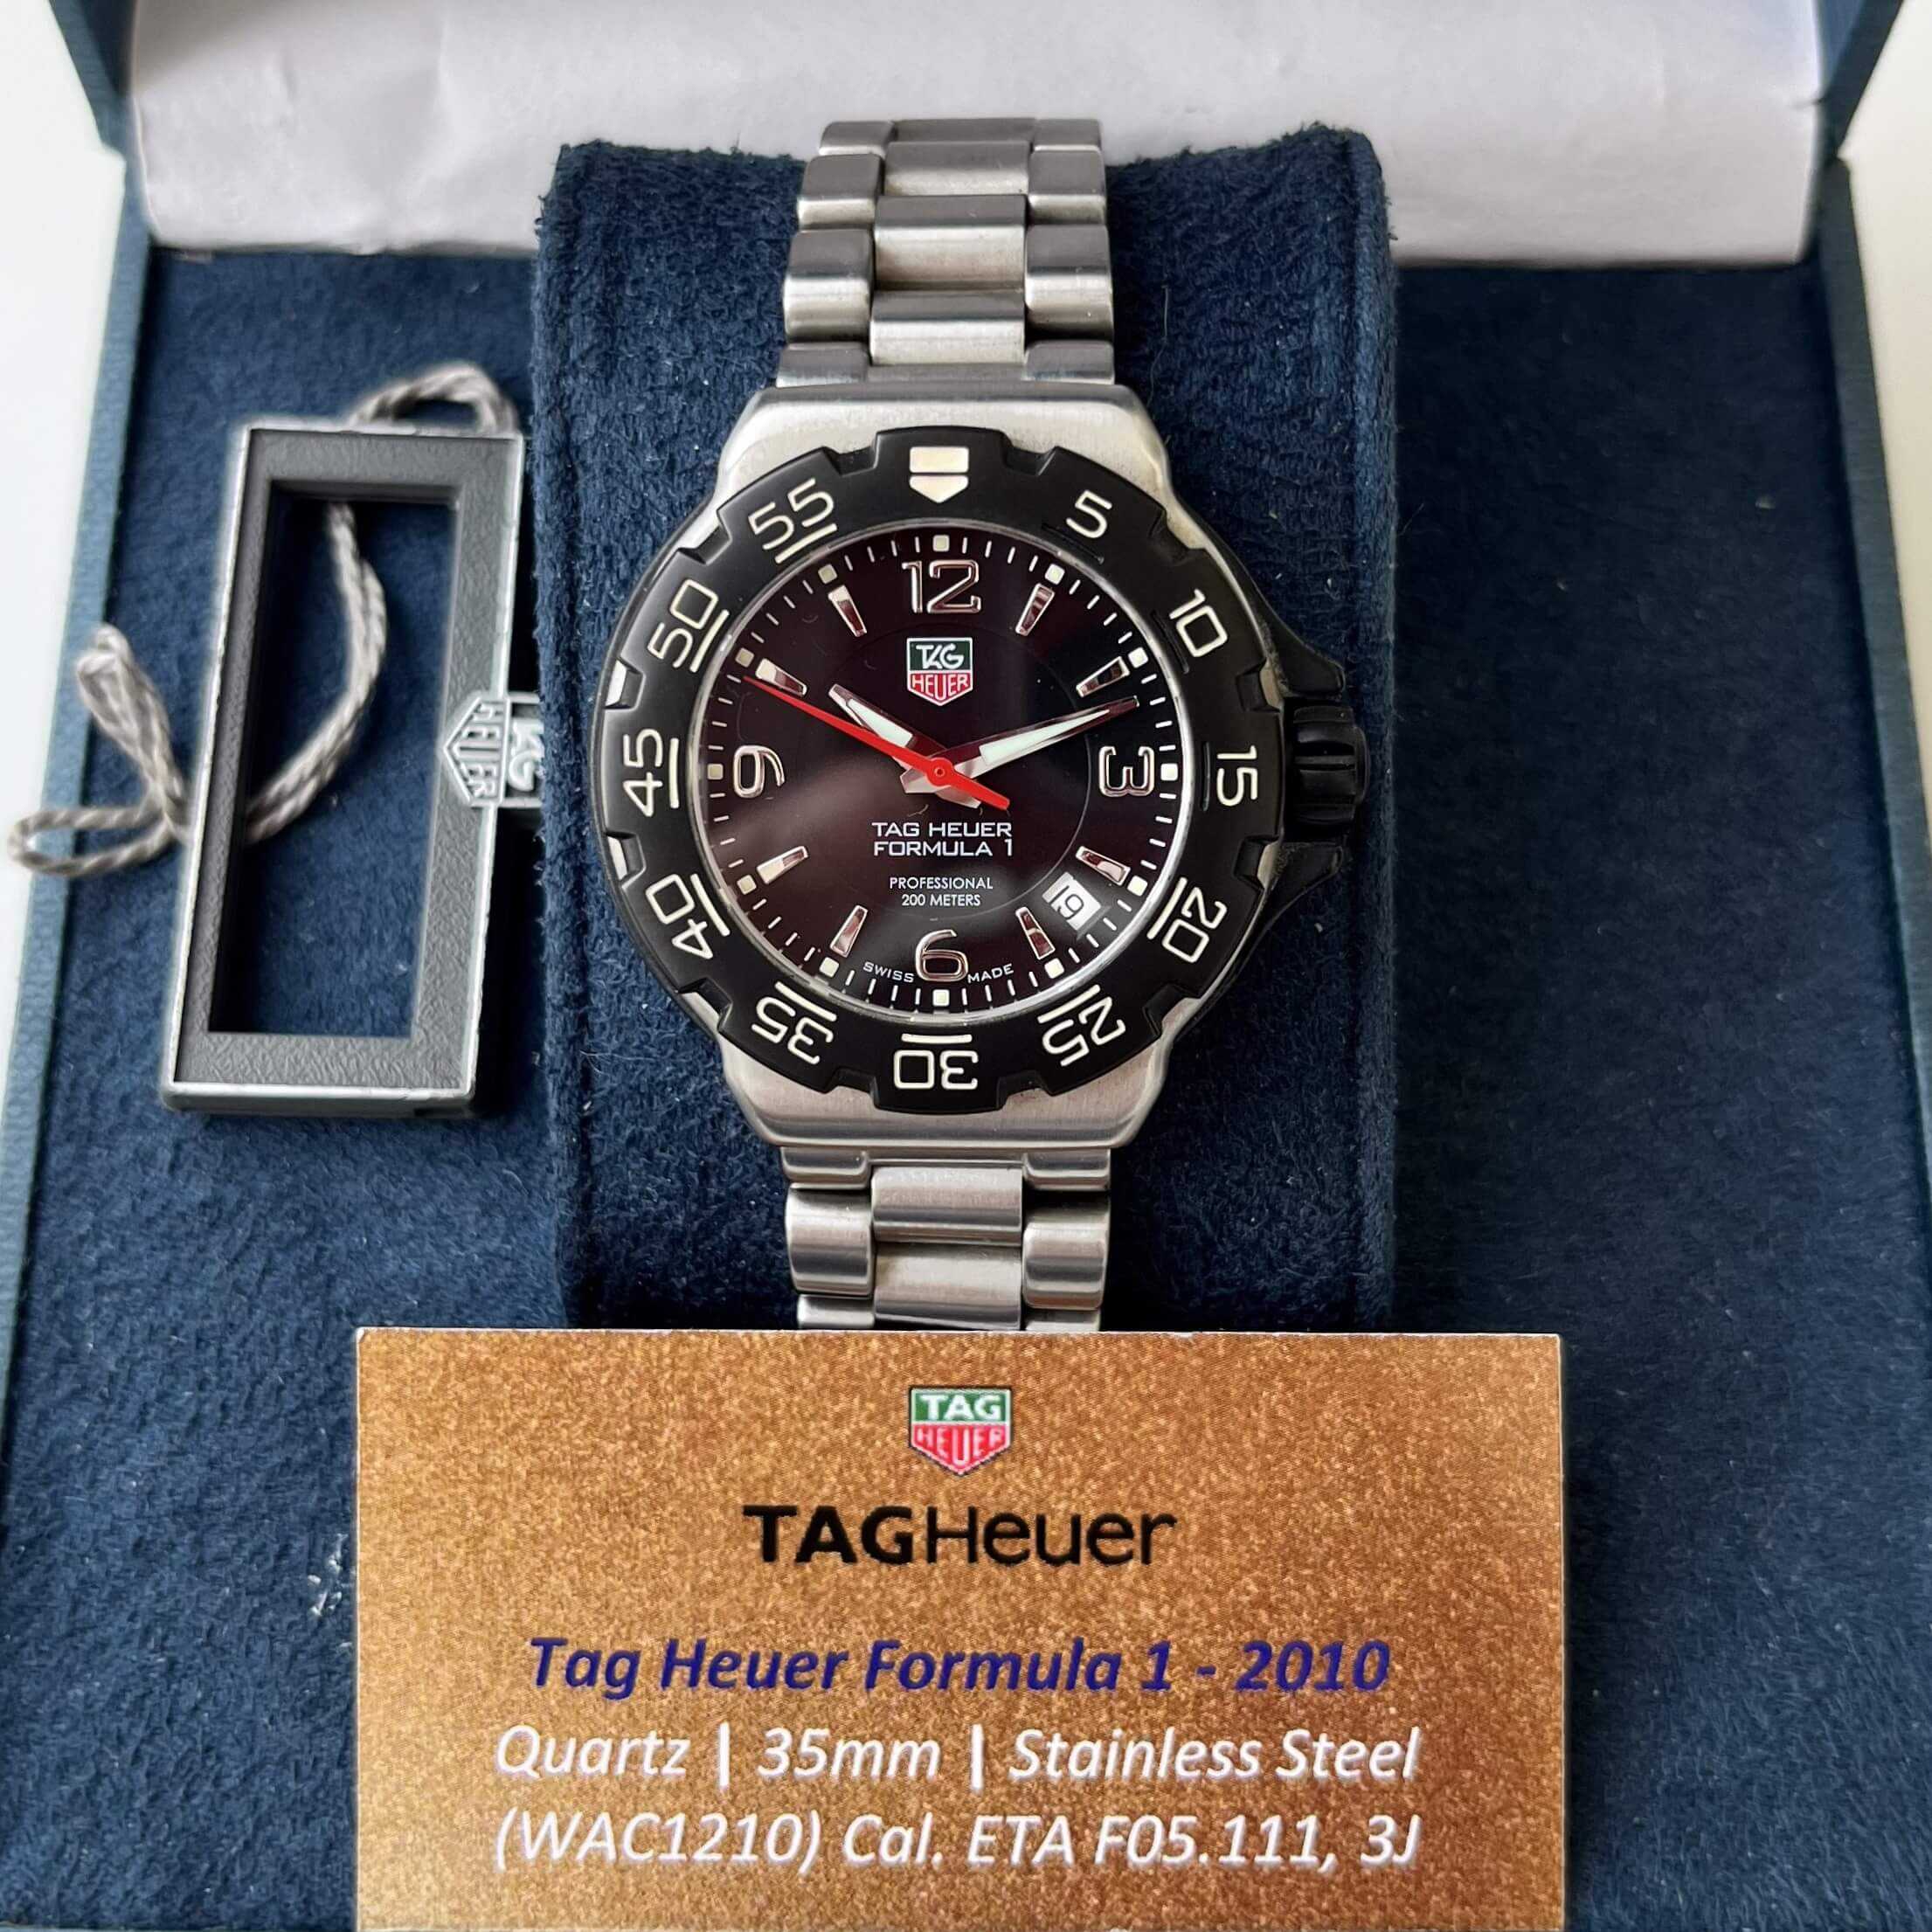 TAG
HEUER
55
5
50
10
45
15
40
20
35
25
30
12
TAG
HEUER
9
3
TAG HEUER
FORMULA 1
PROFESSIONAL
200 METERS
19
6
SWISS MADE
TAG
HEUER
TAGHeuer
Tag Heuer Formula 1 - 2010
Quartz | 35mm | Stainless Steel
(WAC1210) Cal. ETA F05.111, 3J